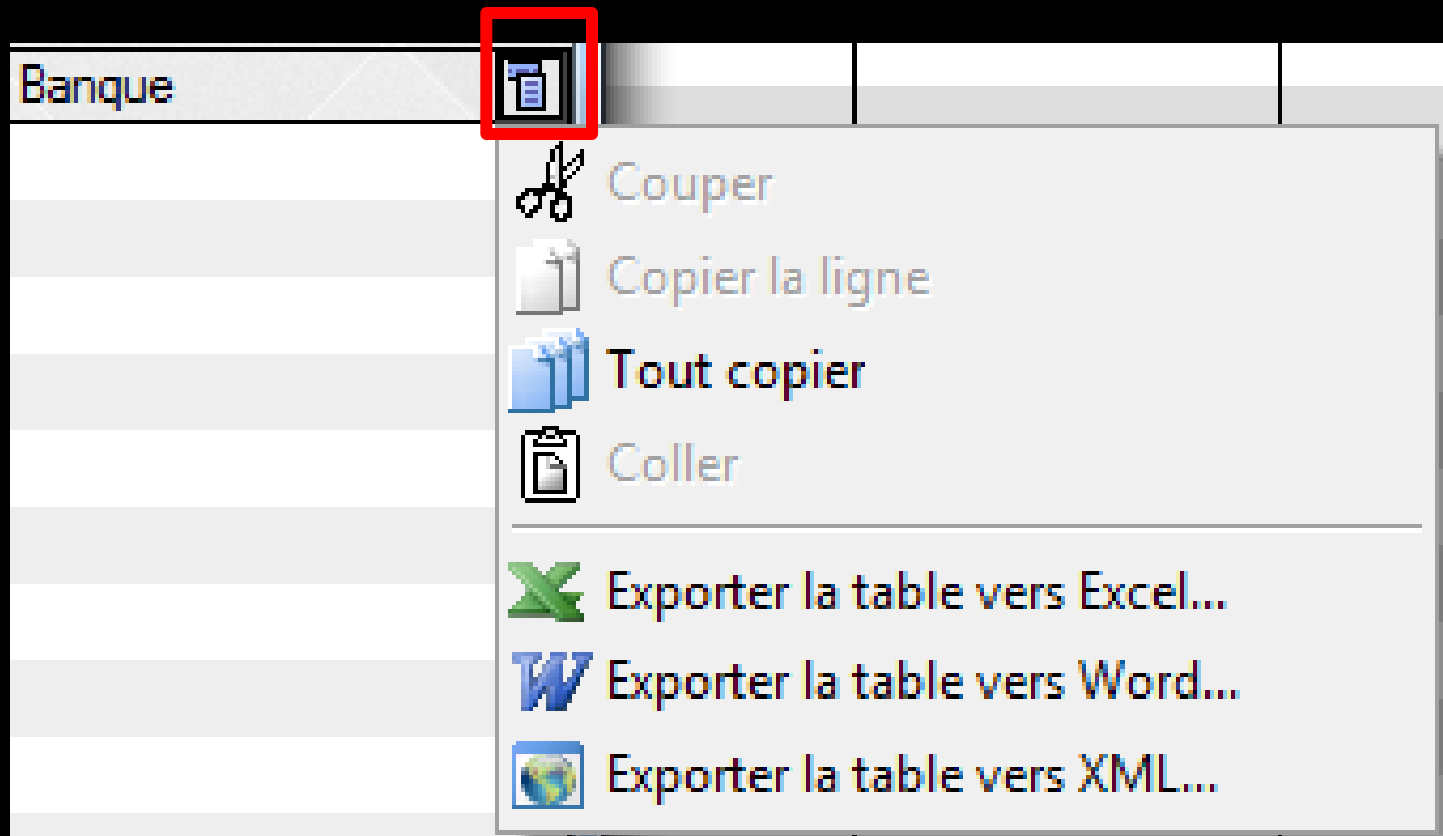 Banque
Couper
Copier la ligne
Tout copier
Coller
Exporter la table vers Excel...
Exporter la table vers Word...
Exporter la table vers XML...